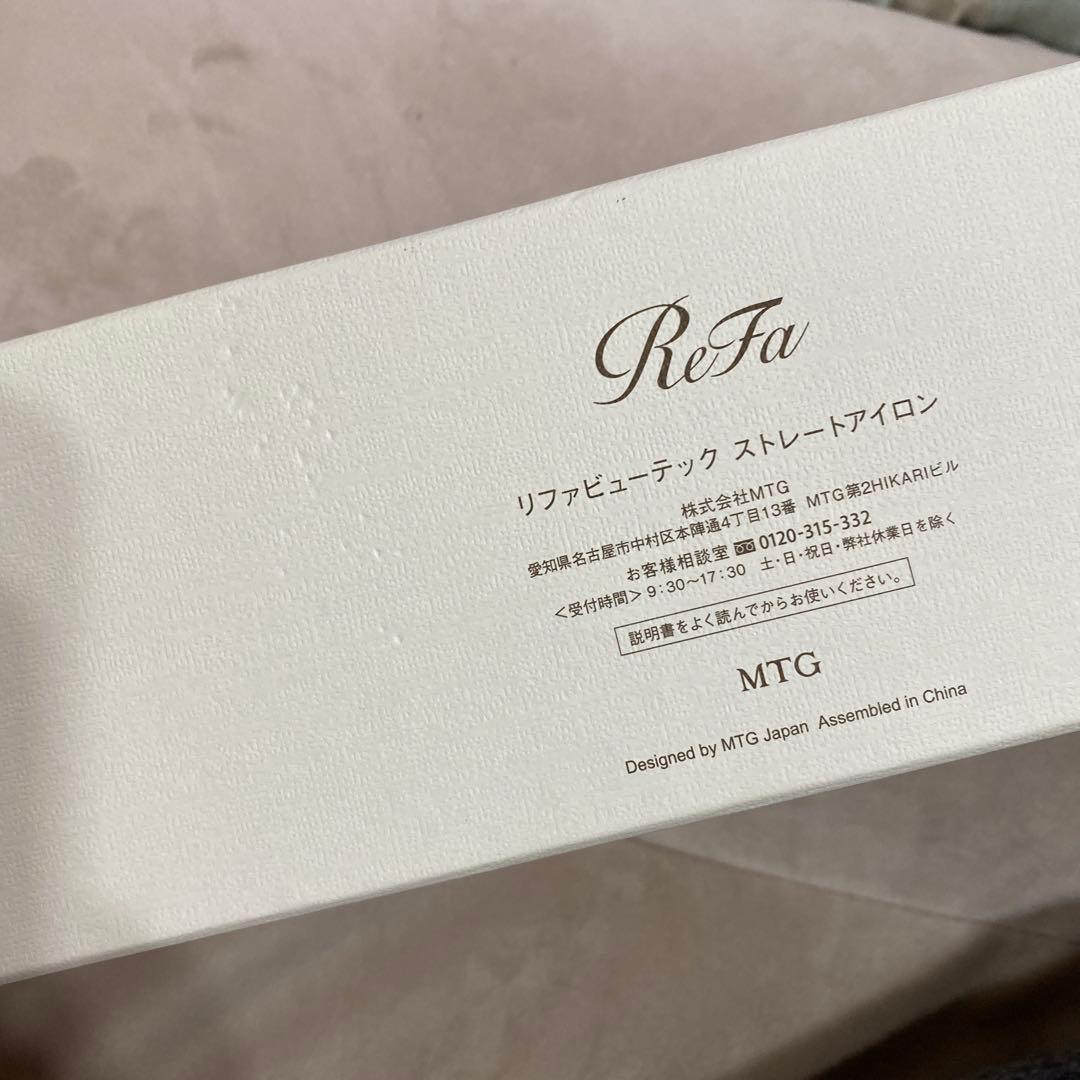 ReFa
リファビューテック ストレートアイロン
株式会社MTG
愛知県名古屋市中村区本陣通4丁目13番 MTG第2HIKARIビル
お客様相談室 0120-315-332
＜受付時間＞9:30〜17:30 土・日・祝日・弊社休業日を除く
説明書をよく読んでからお使いください。
MTG
Designed by MTG Japan Assembled in China